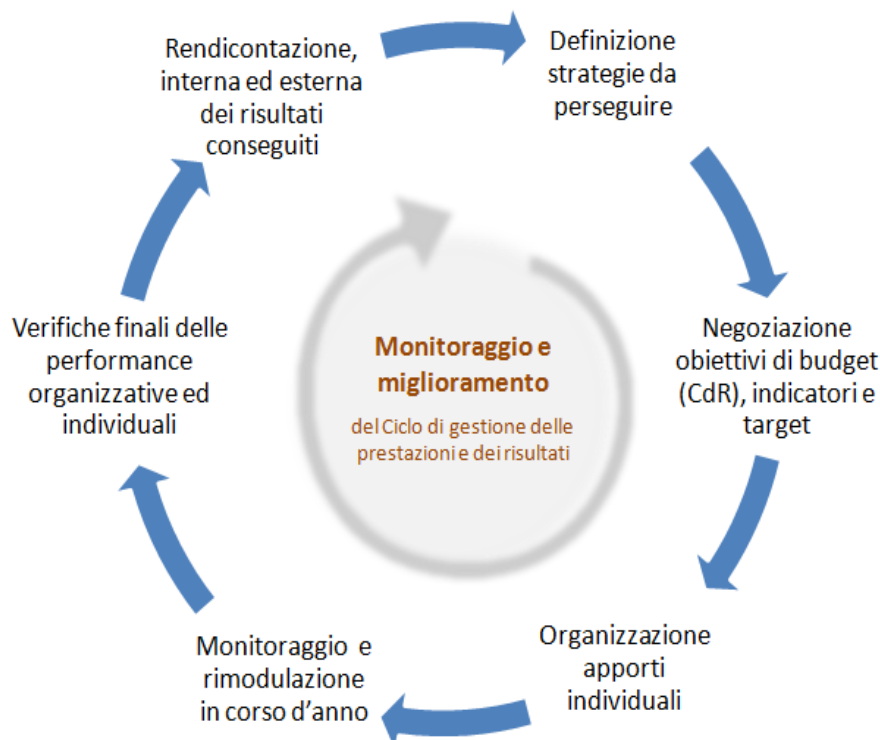 Rendicontazione,
interna ed esterna
dei risultati
conseguiti
Definizione
strategie da
perseguire
Negoziazione
obiettivi di budget
(CdR), indicatori e
target
Organizzazione
apporti
individuali
Monitoraggio e
rimodulazione
in corso d'anno
Verifiche finali delle
performance
organizzative ed
individuali
Monitoraggio e
miglioramento
del Ciclo di gestione delle
prestazioni e dei risultati